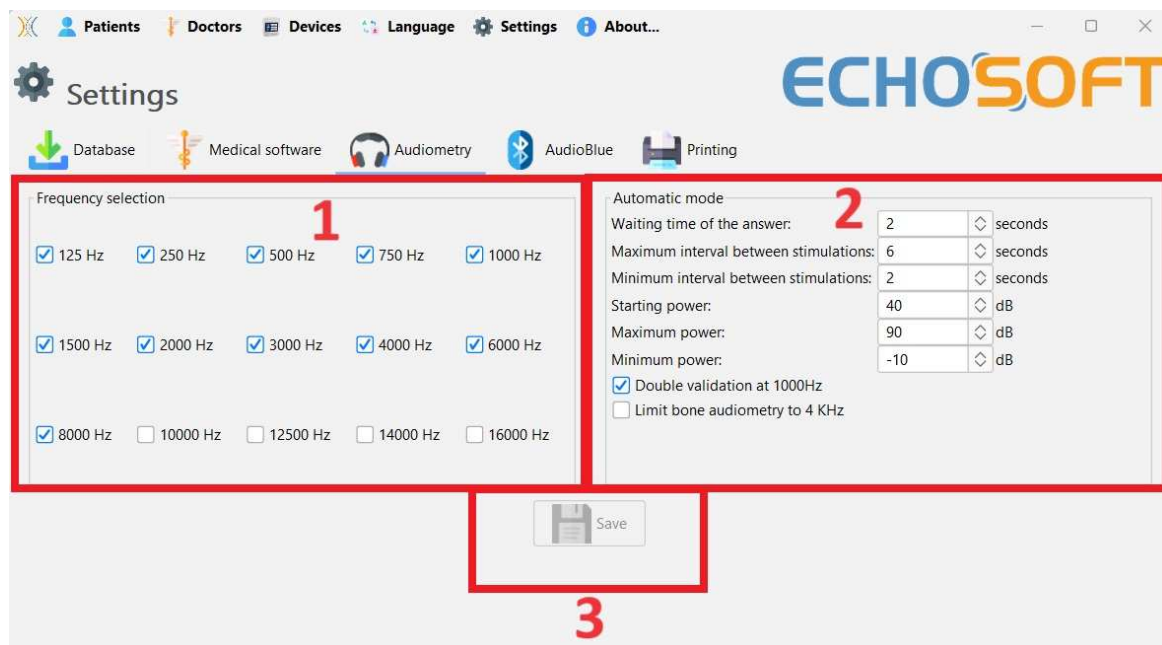 Patients Doctors Devices Language Settings About...
Settings
ECHOSOFT
Database Medical software Audiometry AudioBlue Printing
Frequency selection
1
125 Hz 250 Hz 500 Hz 750 Hz 1000 Hz
1500 Hz 2000 Hz 3000 Hz 4000 Hz 6000 Hz
8000 Hz 10000 Hz 12500 Hz 14000 Hz 16000 Hz
Automatic mode
2
Waiting time of the answer: 2 seconds
Maximum interval between stimulations: 6 seconds
Minimum interval between stimulations: 2 seconds
Starting power: 40 dB
Maximum power: 90 dB
Minimum power: -10 dB
Double validation at 1000Hz
Limit bone audiometry to 4 KHz
Save
3